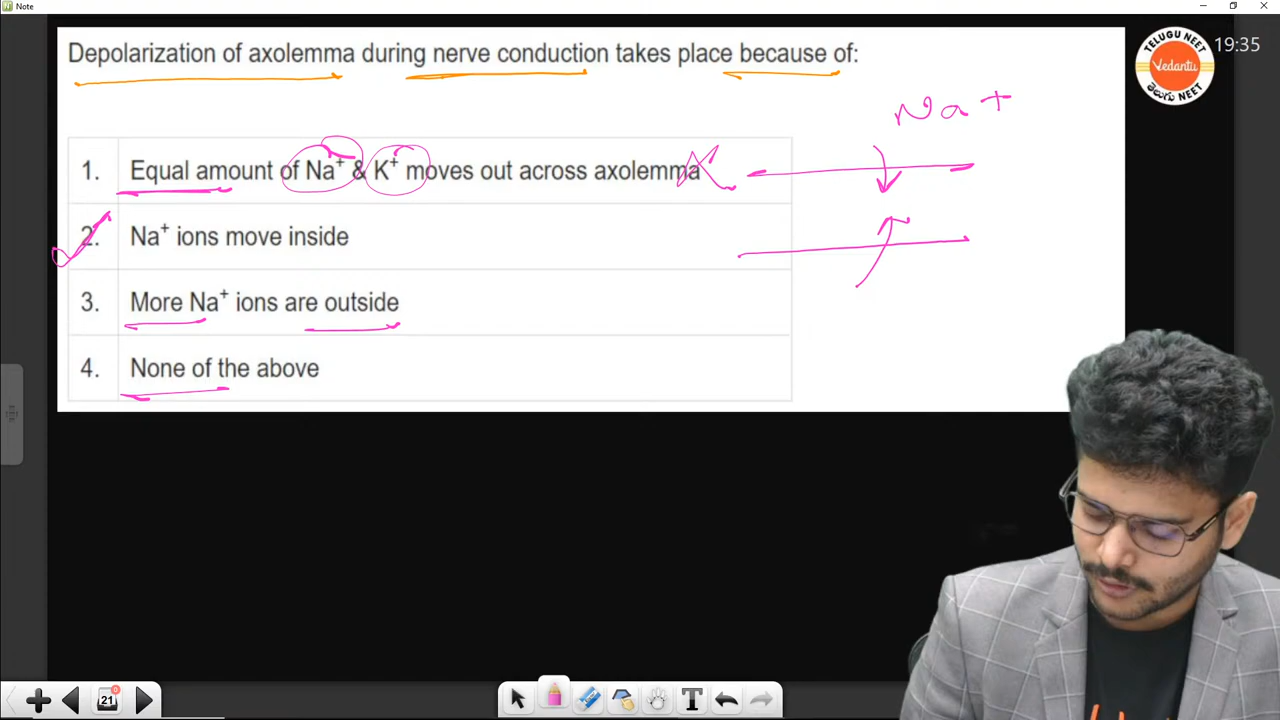 Note
Depolarization of axolemma during nerve conduction takes place because of:
TELUGU NEET
Vedantu
తెలుగు NEET
19:35
Na+
1. Equal amount of Na+ & K+ moves out across axolemma
2. Na+ ions move inside
3. More Na+ ions are outside
4. None of the above
21
T